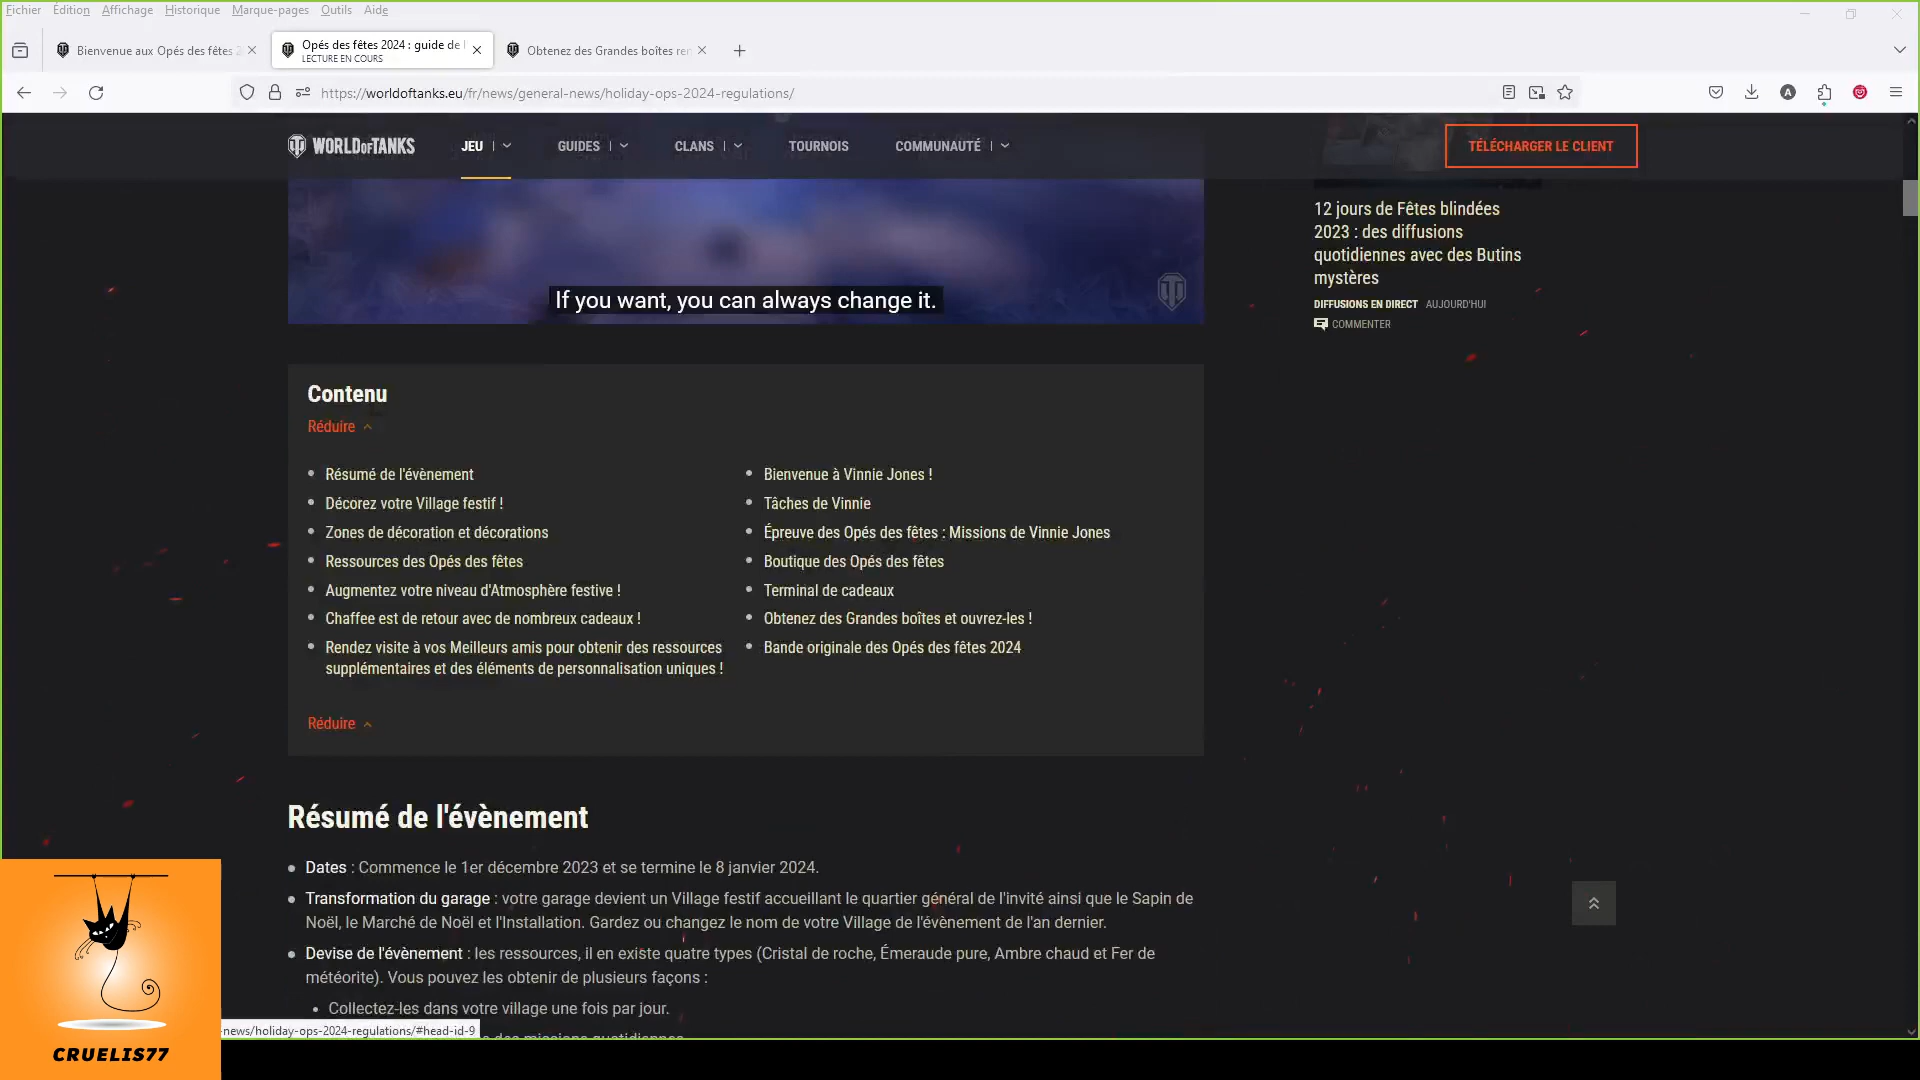 Fichier Édition Affichage Historique Marque-pages Outils Aide
Bienvenue aux Opés des fêtes 2
Opés des fêtes 2024 : guide de l
LECTURE EN COURS
Obtenez des Grandes boîtes ren
https://worldoftanks.eu/fr/news/general-news/holiday-ops-2024-regulations/
WORLD OF TANKS
JEU
GUIDES
CLANS
TOURNOIS
COMMUNAUTÉ
TÉLÉCHARGER LE CLIENT
If you want, you can always change it.
12 jours de Fêtes blindées
2023 : des diffusions
quotidiennes avec des Butins
mystères
DIFFUSIONS EN DIRECT AUJOURD'HUI
COMMENTER
Contenu
Réduire
Résumé de l'évènement
Décorez votre Village festif !
Zones de décoration et décorations
Ressources des Opés des fêtes
Augmentez votre niveau d'Atmosphère festive !
Chaffee est de retour avec de nombreux cadeaux !
Rendez visite à vos Meilleurs amis pour obtenir des ressources
supplémentaires et des éléments de personnalisation uniques !
Bienvenue à Vinnie Jones !
Tâches de Vinnie
Épreuve des Opés des fêtes : Missions de Vinnie Jones
Boutique des Opés des fêtes
Terminal de cadeaux
Obtenez des Grandes boîtes et ouvrez-les !
Bande originale des Opés des fêtes 2024
Réduire
Résumé de l'évènement
Dates : Commence le 1er décembre 2023 et se termine le 8 janvier 2024.
Transformation du garage : votre garage devient un Village festif accueillant le quartier général de l'invité ainsi que le Sapin de
Noël, le Marché de Noël et l'Installation. Gardez ou changez le nom de votre Village de l'évènement de l'an dernier.
Devise de l'évènement : les ressources, il en existe quatre types (Cristal de roche, Émeraude pure, Ambre chaud et Fer de
météorite). Vous pouvez les obtenir de plusieurs façons :
Collectez-les dans votre village une fois par jour.
-news/holiday-ops-2024-regulations/#head-id-9
des missions quotidiennes
CRUELIS77